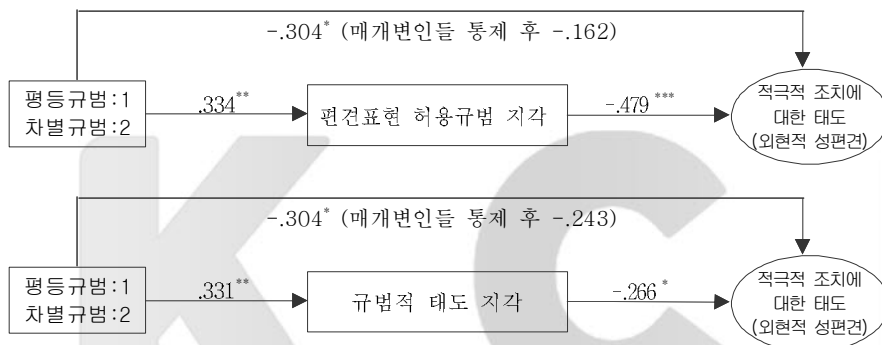 -.304* (매개변인들 통제 후 -.162)
평등규범:1
차별규범:2
.334**
편견표현 허용규범 지각
-.479***
적극적 조치에
대한 태도
(외현적 성편견)
-.304* (매개변인들 통제 후 -.243)
평등규범:1
차별규범:2
.331**
규범적 태도 지각
-.266*
적극적 조치에
대한 태도
(외현적 성편견)
K C